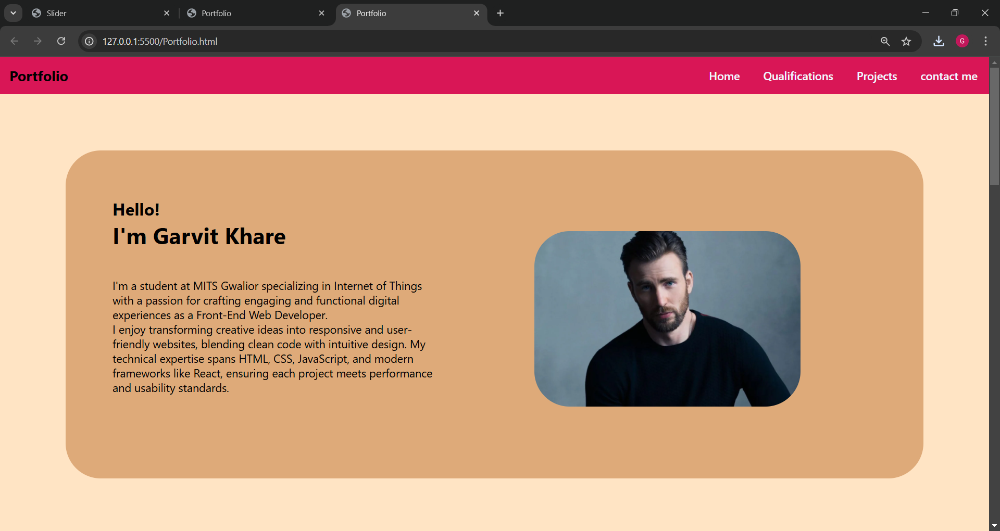 Slider
Portfolio
Portfolio
127.0.0.1:5500/Portfolio.html
G
Portfolio
Home
Qualifications
Projects
contact me
Hello!
I'm Garvit Khare
I'm a student at MITS Gwalior specializing in Internet of Things
with a passion for crafting engaging and functional digital
experiences as a Front-End Web Developer.
I enjoy transforming creative ideas into responsive and user-
friendly websites, blending clean code with intuitive design. My
technical expertise spans HTML, CSS, JavaScript, and modern
frameworks like React, ensuring each project meets performance
and usability standards.